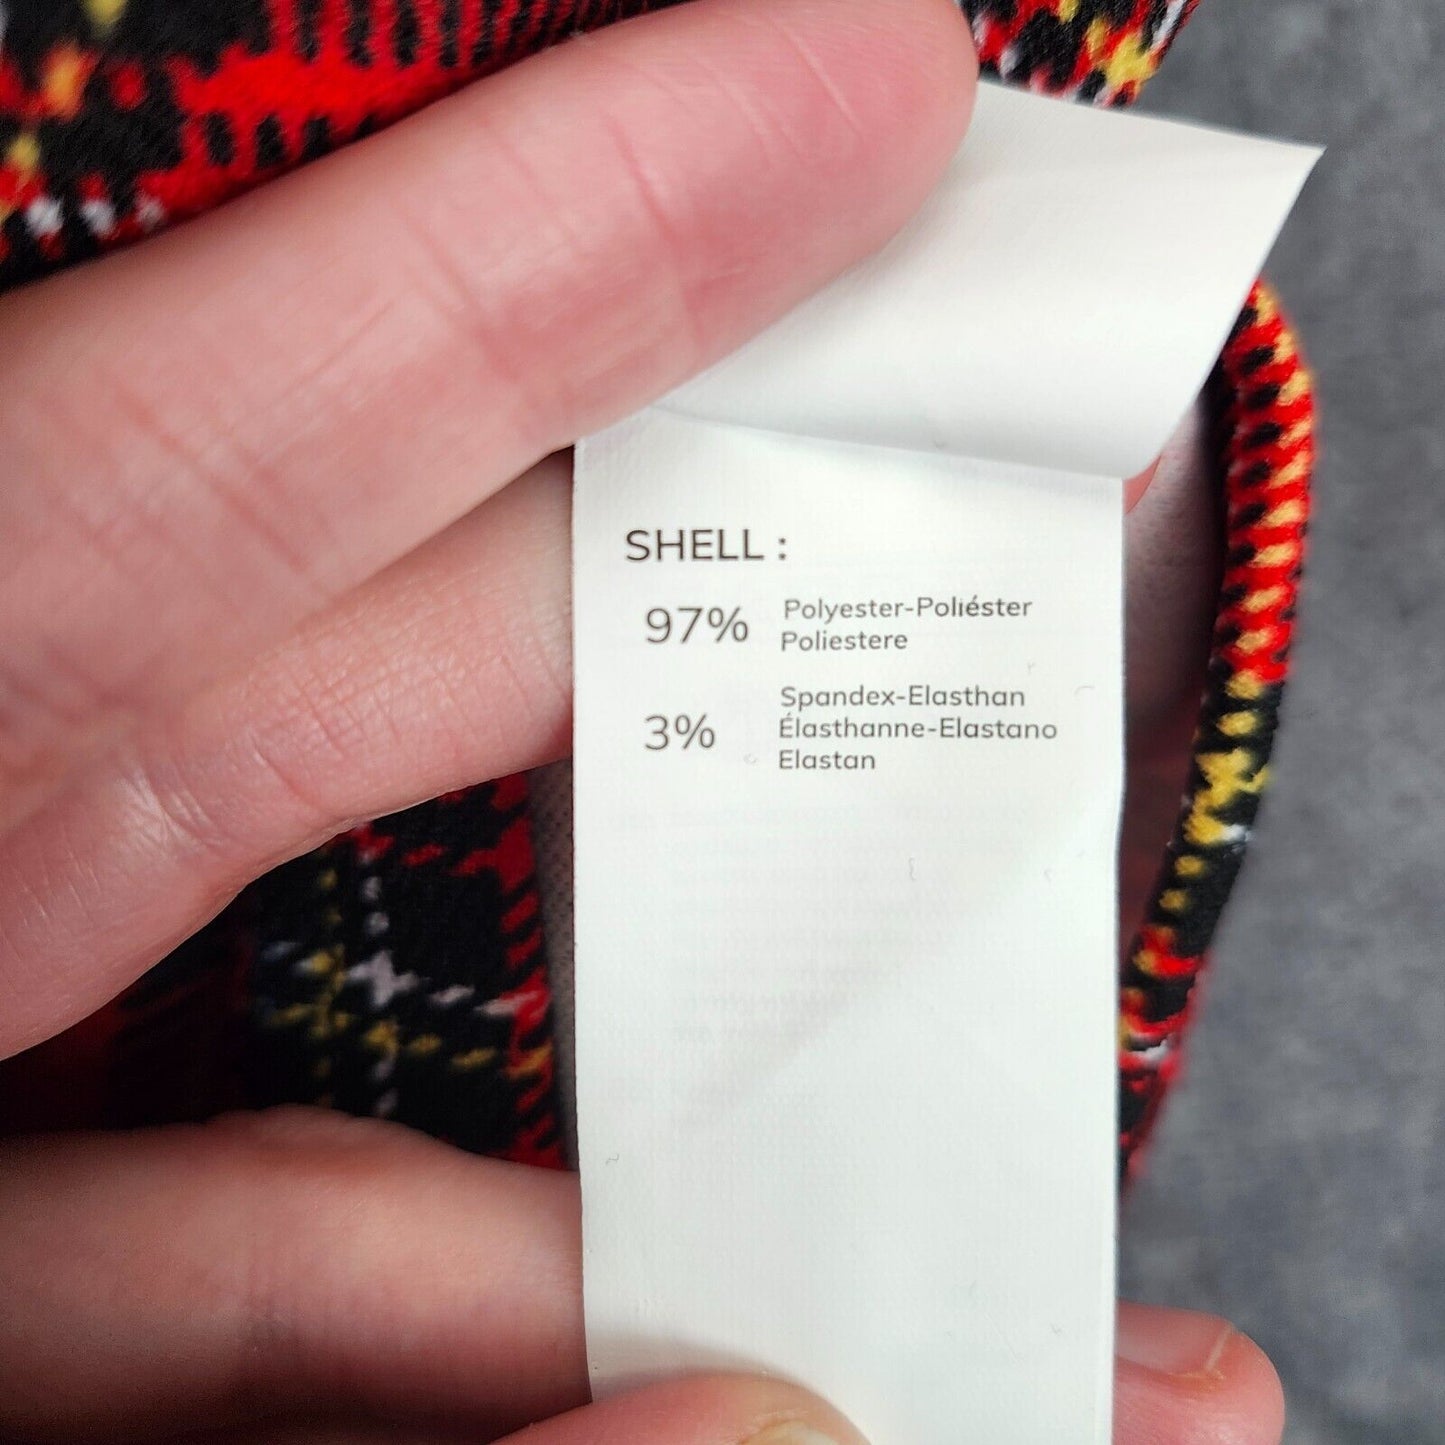 SHELL :
97% Polyester-Poliéster
Poliestere
3% Spandex-Elasthan
Élasthanne-Elastano
Elastan